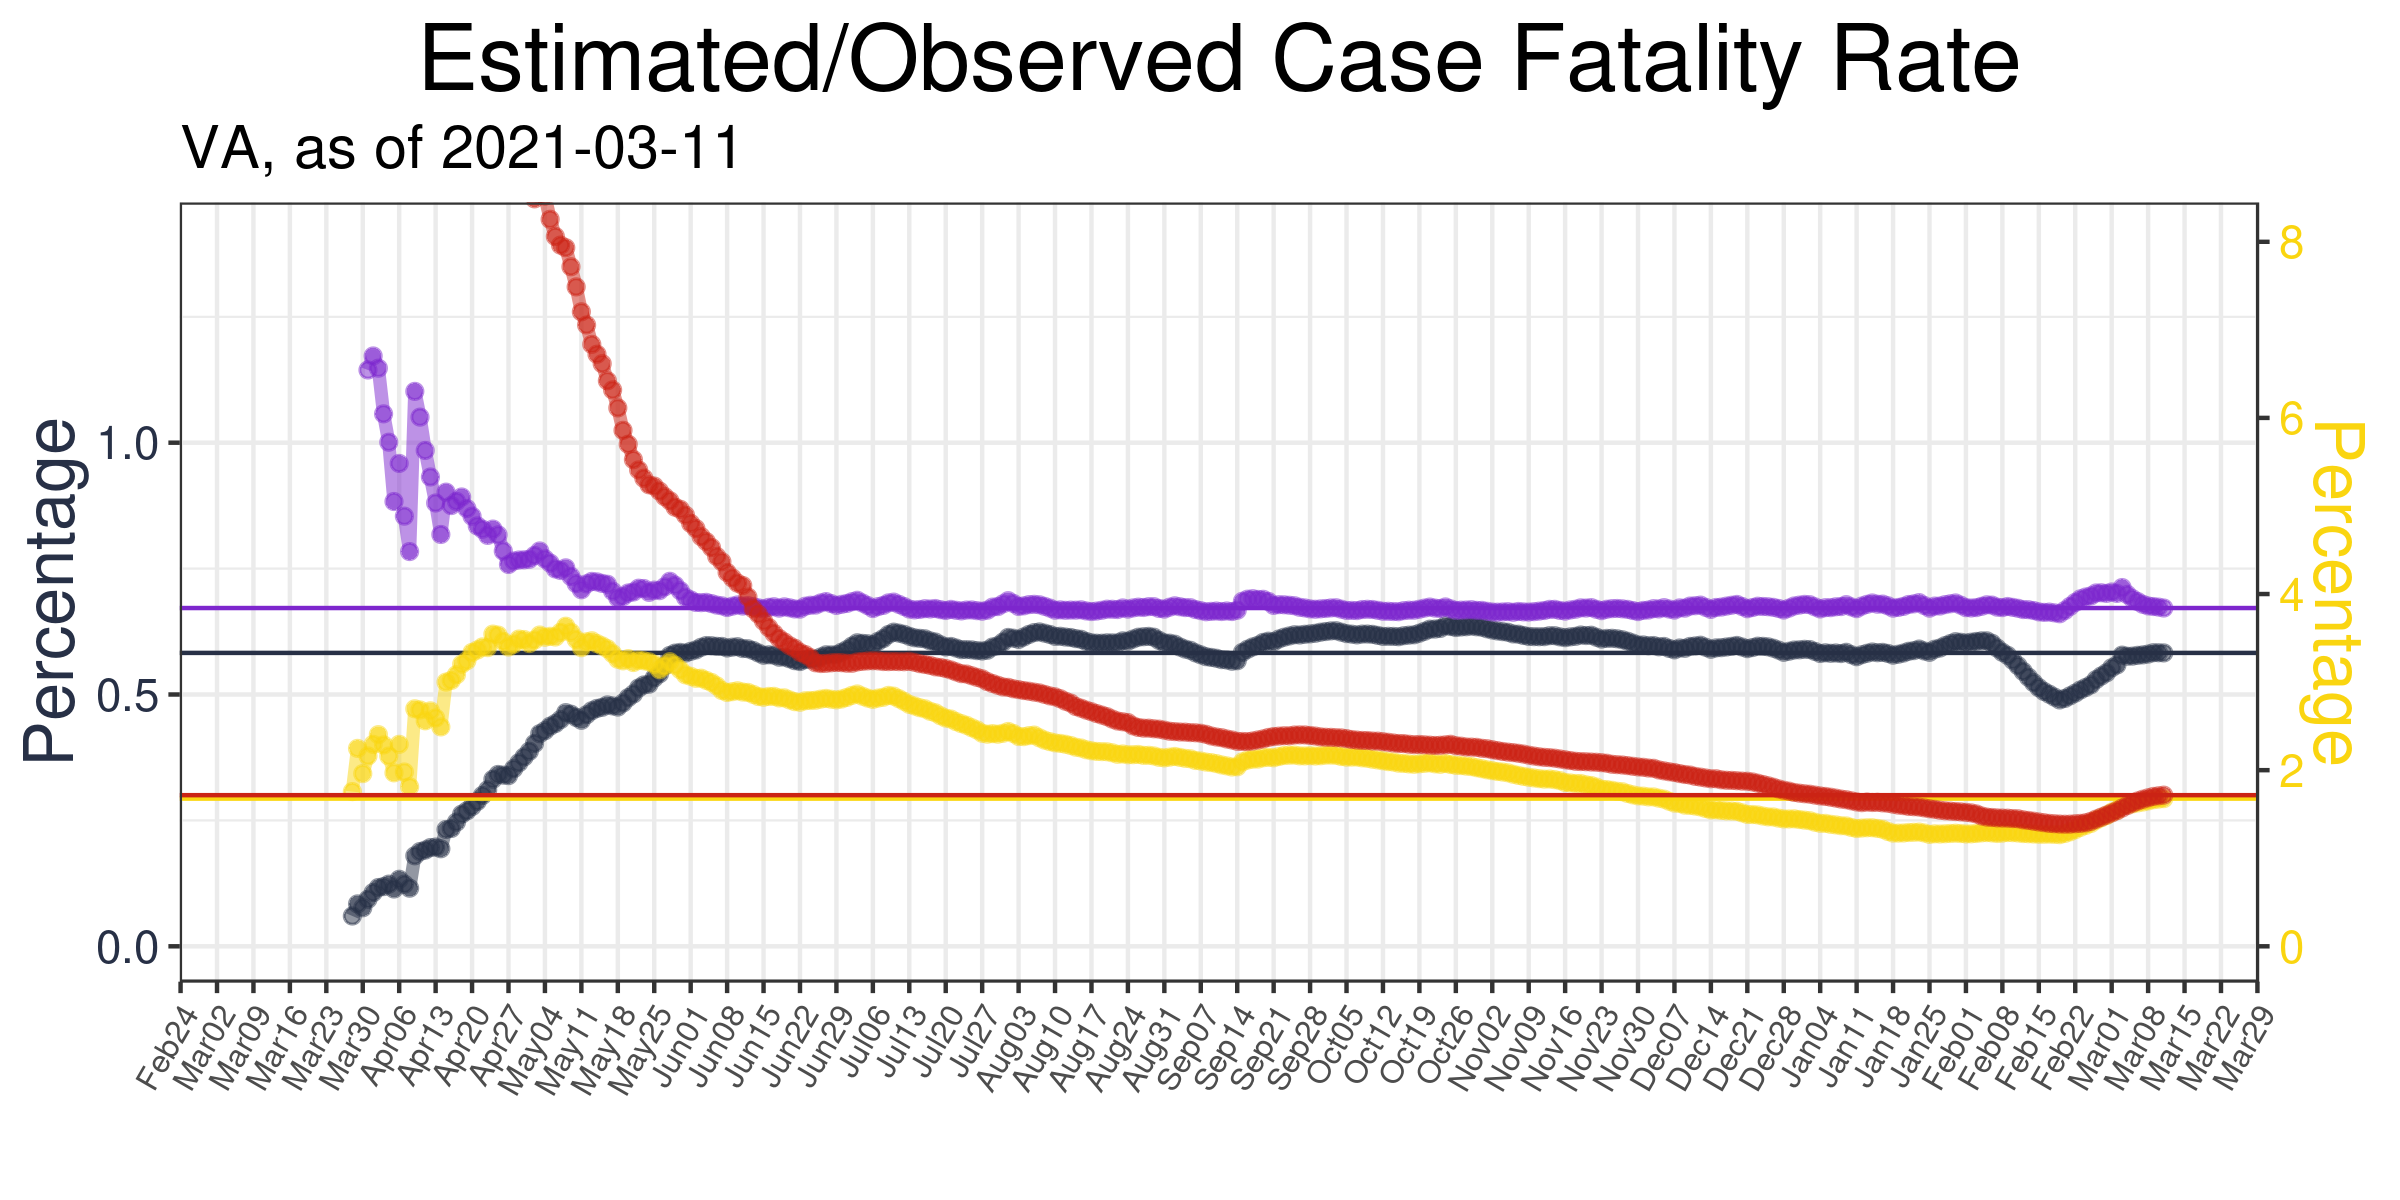 Estimated/Observed Case Fatality Rate
VA, as of 2021-03-11
Percentage
1.0
0.5
0.0
8
6
4
2
0
Percentage
Feb24
Mar02
Mar09
Mar16
Mar23
Mar30
Apr06
Apr13
Apr20
Apr27
May04
May11
May18
May25
Jun01
Jun08
Jun15
Jun22
Jun29
Jul06
Jul13
Jul20
Jul27
Aug03
Aug10
Aug17
Aug24
Aug31
Sep07
Sep14
Sep21
Sep28
Oct05
Oct12
Oct19
Oct26
Nov02
Nov09
Nov16
Nov23
Nov30
Dec07
Dec14
Dec21
Dec28
Jan04
Jan11
Jan18
Jan25
Feb01
Feb08
Feb15
Feb22
Mar01
Mar08
Mar15
Mar22
Mar29